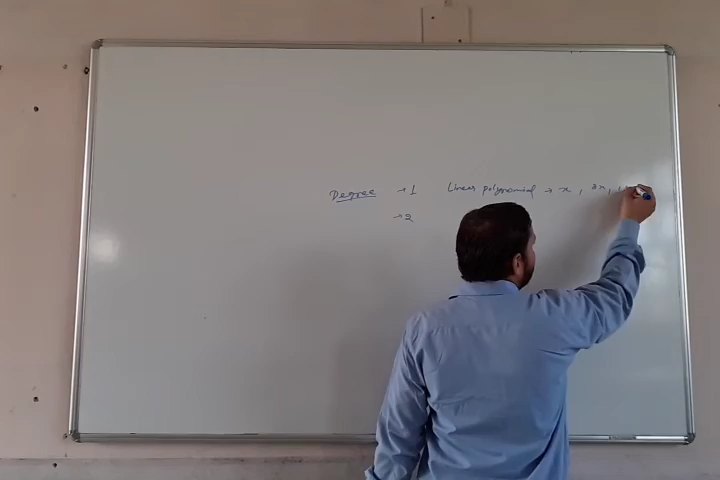 Degree → 1 Linear polynomial → x, 3x,
→ 2